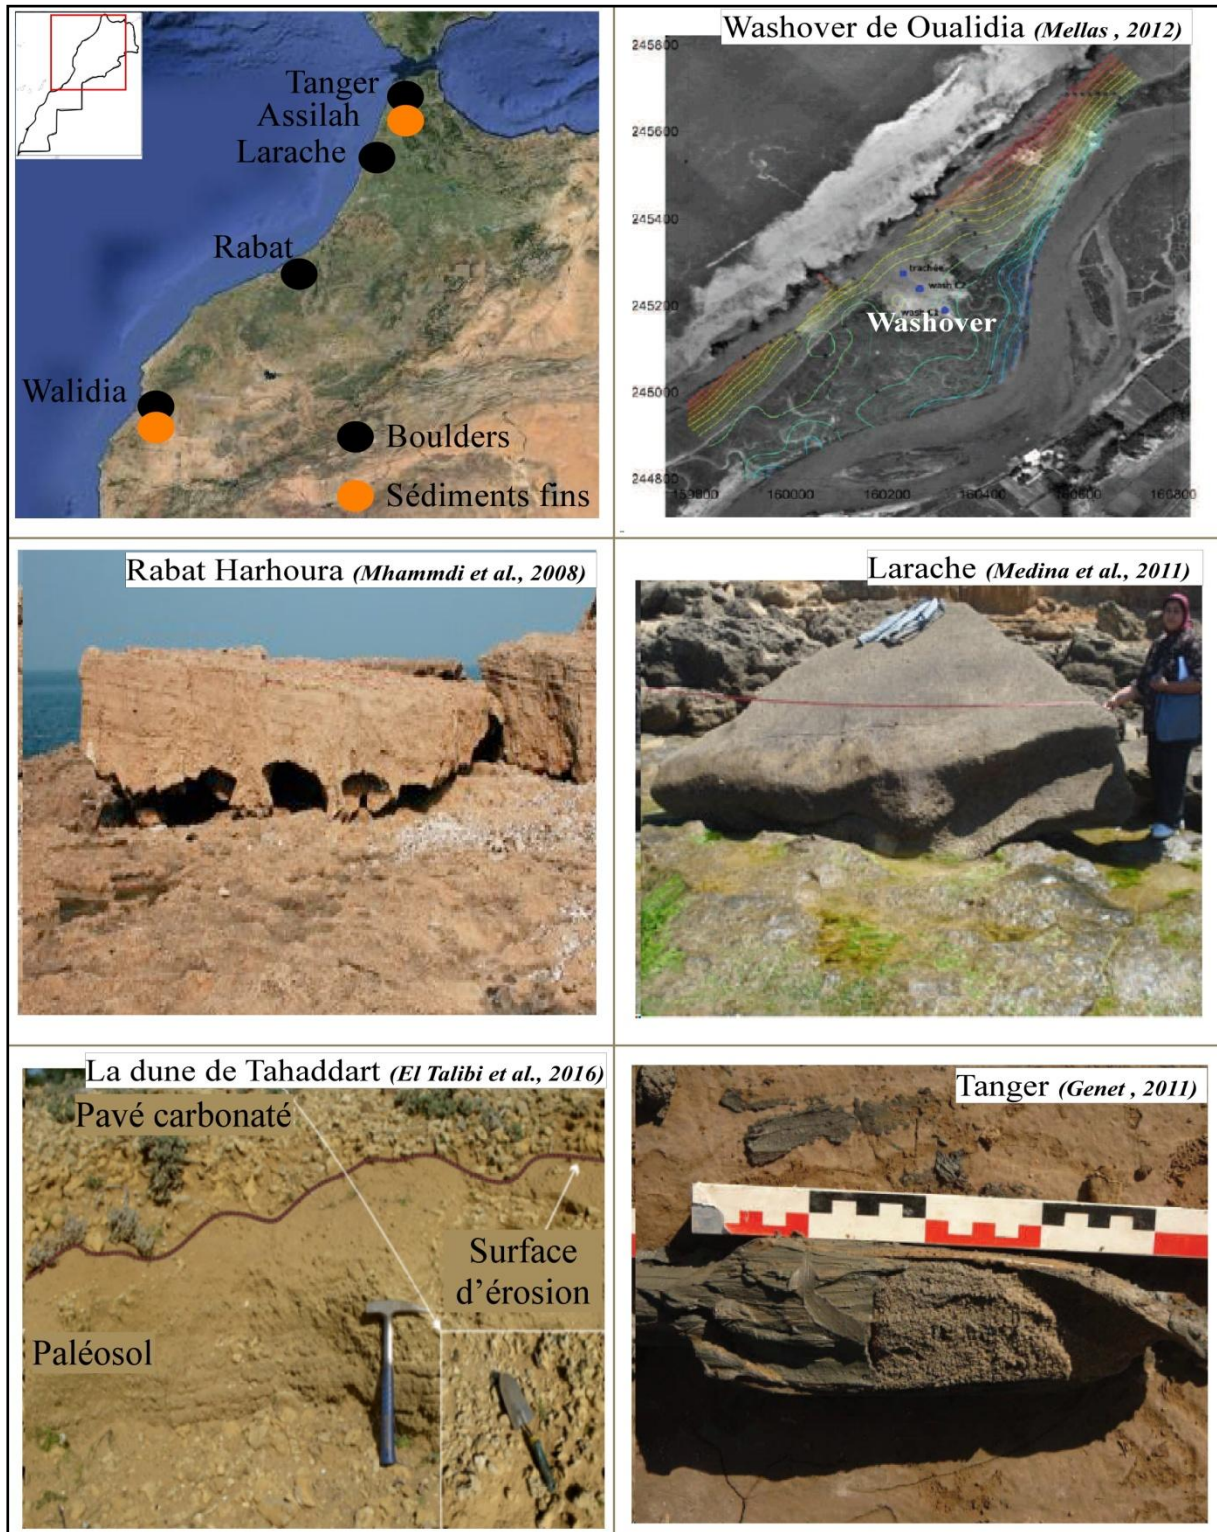 Tanger
Assilah
Larache
Rabat
Walidia
Boulders
Sédiments fins
Washover de Oualidia (Mellas , 2012)
245800
245600
245400
245200
245000
244800
trachée
Washover
159800 160000 160200 160400 160600 160800
Rabat Harhoura (Mhammdi et al., 2008)
Larache (Medina et al., 2011)
La dune de Tahaddart (El Talibi et al., 2016)
Pavé carbonaté
Surface
d'érosion
Paléosol
Tanger (Genet , 2011)